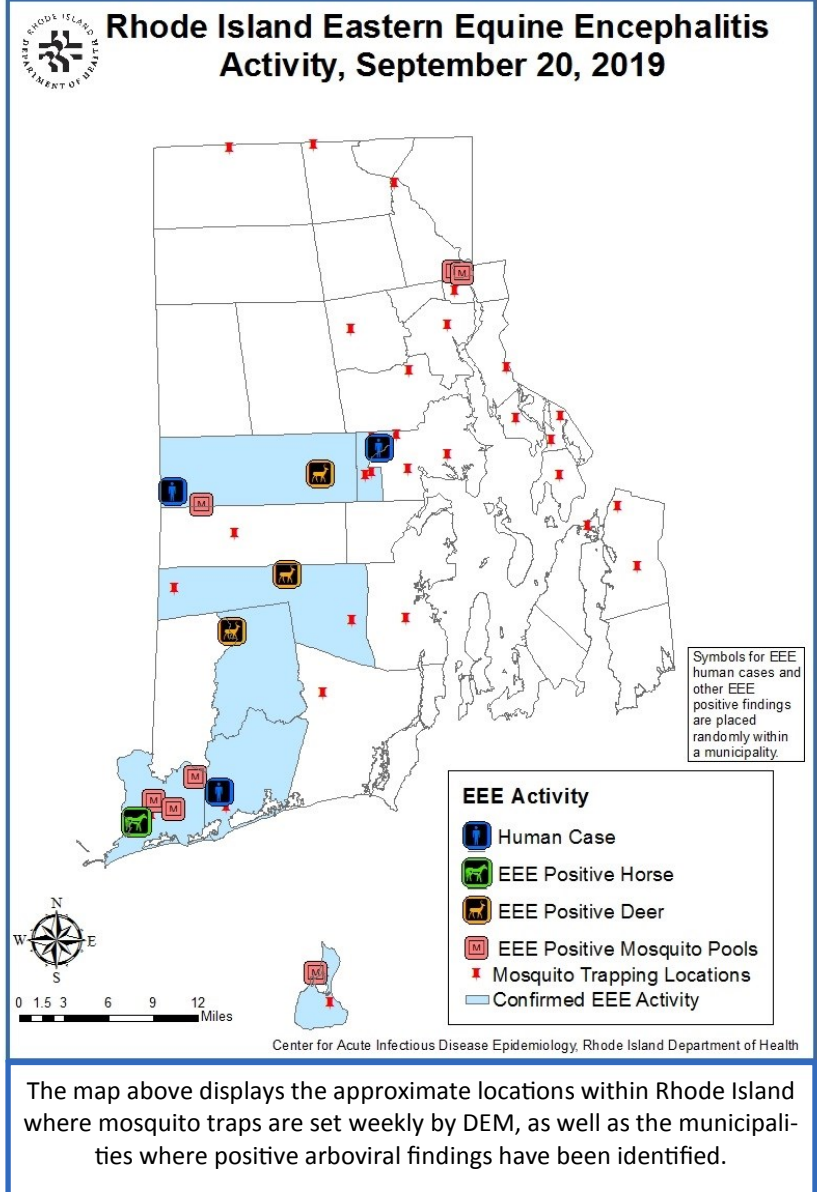 RHODE ISLAND
DEPARTMENT OF HEALTH
Rhode Island Eastern Equine Encephalitis
Activity, September 20, 2019
M
M
M
M
M
M
Symbols for EEE
human cases and
other EEE
positive findings
are placed
randomly within
a municipality.
EEE Activity
Human Case
EEE Positive Horse
EEE Positive Deer
M EEE Positive Mosquito Pools
Mosquito Trapping Locations
Confirmed EEE Activity
N
W E
S
0 1.5 3 6 9 12
Miles
Center for Acute Infectious Disease Epidemiology, Rhode Island Department of Health
The map above displays the approximate locations within Rhode Island
where mosquito traps are set weekly by DEM, as well as the municipali-
ties where positive arboviral findings have been identified.